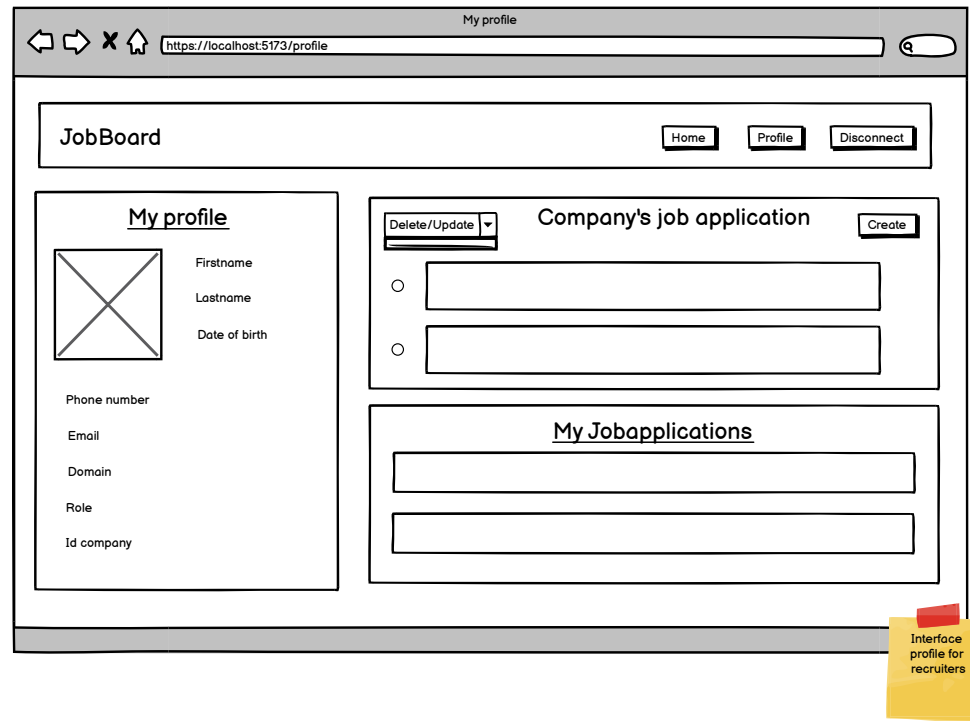 My profile
https://localhost:5173/profile
JobBoard
Home
Profile
Disconnect
My profile
Firstname
Lastname
Date of birth
Phone number
Email
Domain
Role
Id company
Delete/Update
Company's job application
Create
My Jobapplications
Interface
profile for
recruiters